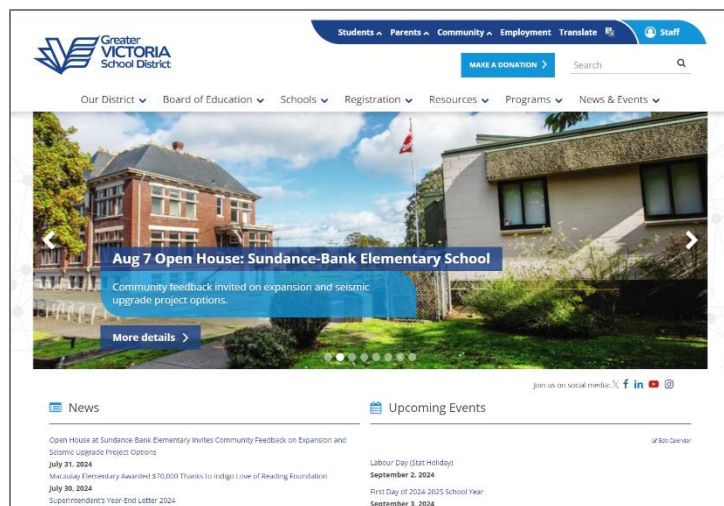 Greater
VICTORIA
School District
Students Parents Community Employment Translate Staff
MAKE A DONATION
Search
Our District Board of Education Schools Registration Resources Programs News & Events
Aug 7 Open House: Sundance-Bank Elementary School
Community feedback invited on expansion and seismic
upgrade project options.
More details
Join us on social media:
News
Open House at Sundance-Bank Elementary Invites Community Feedback on Expansion and
Seismic Upgrade Project Options
July 31, 2024
Macaulay Elementary Awarded $70,000 Thanks to Indigo Love of Reading Foundation
July 30, 2024
Superintendent's Year-End Letter 2024
Upcoming Events
Edit Calendar
Labour Day (Stat Holiday)
September 2, 2024
First Day of 2024-2025 School Year
September 3, 2024